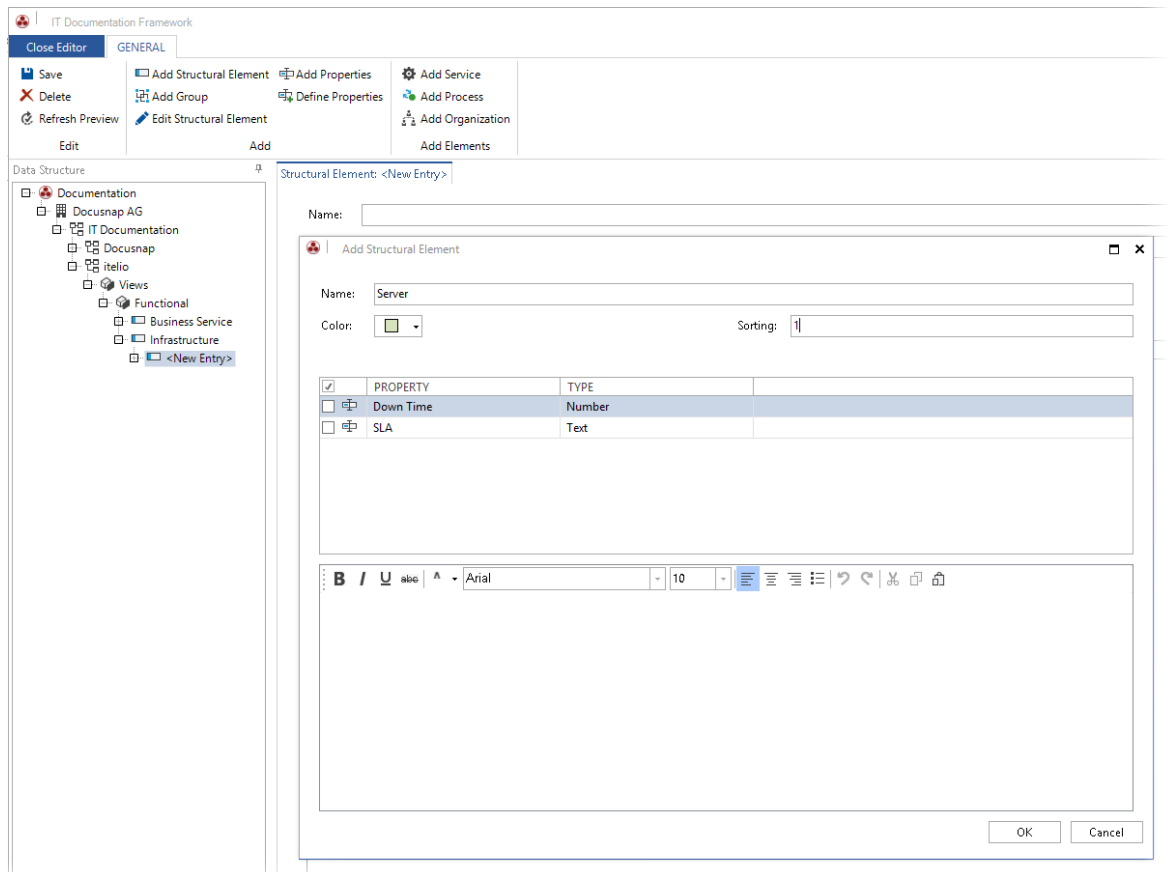 IT Documentation Framework
Close Editor GENERAL
Save Add Structural Element Add Properties Add Service
Delete Add Group Define Properties Add Process
Refresh Preview Edit Structural Element Add Organization
Edit Add Add Elements
Data Structure
Structural Element: <New Entry>
Documentation
Docusnap AG
Name:
IT Documentation
Docusnap
Add Structural Element
itelio
Views
Name: Server
Functional
Business Service
Color: Sorting: 1
Infrastructure
<New Entry>
PROPERTY TYPE
Down Time Number
SLA Text
B I U abc A Arial 10
OK Cancel